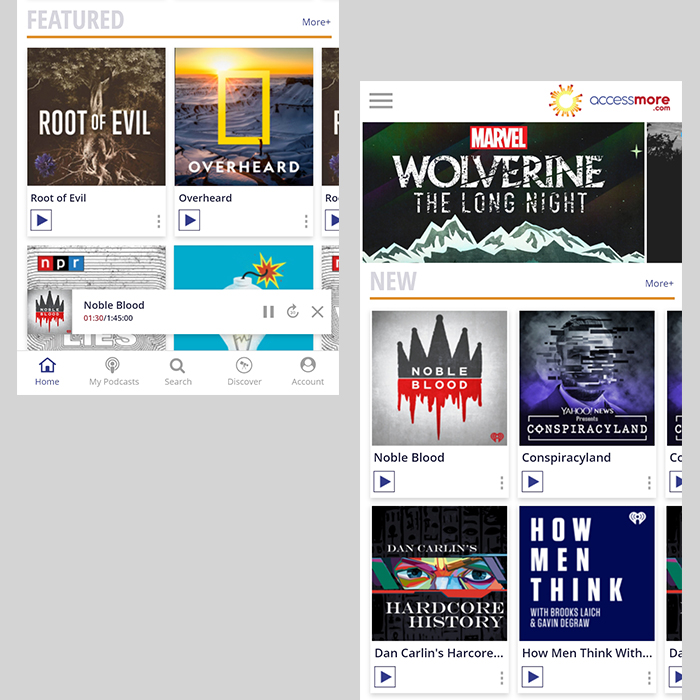 FEATURED
More+
ROOT OF EVIL
OVERHEARD
Root of Evil
Overheard
Ro
npr
Noble Blood
01:30/1:45:00
NOBLE
BLOOD
LIES
Home
My Podcasts
Search
Discover
Account
accessmore
.com
MARVEL
WOLVERINE
THE LONG NIGHT
NEW
More+
NOBLE
BLOOD
YAHOO! NEWS
Presents
CONSPIRACYLAND
Noble Blood
Conspiracyland
Co
DAN CARLIN'S
HARDCORE
HISTORY
HOW
MEN
THINK
WITH BROOKS LAICH
& GAVIN DEGRAW
Dan Carlin's Harcore...
How Men Think With...
Da